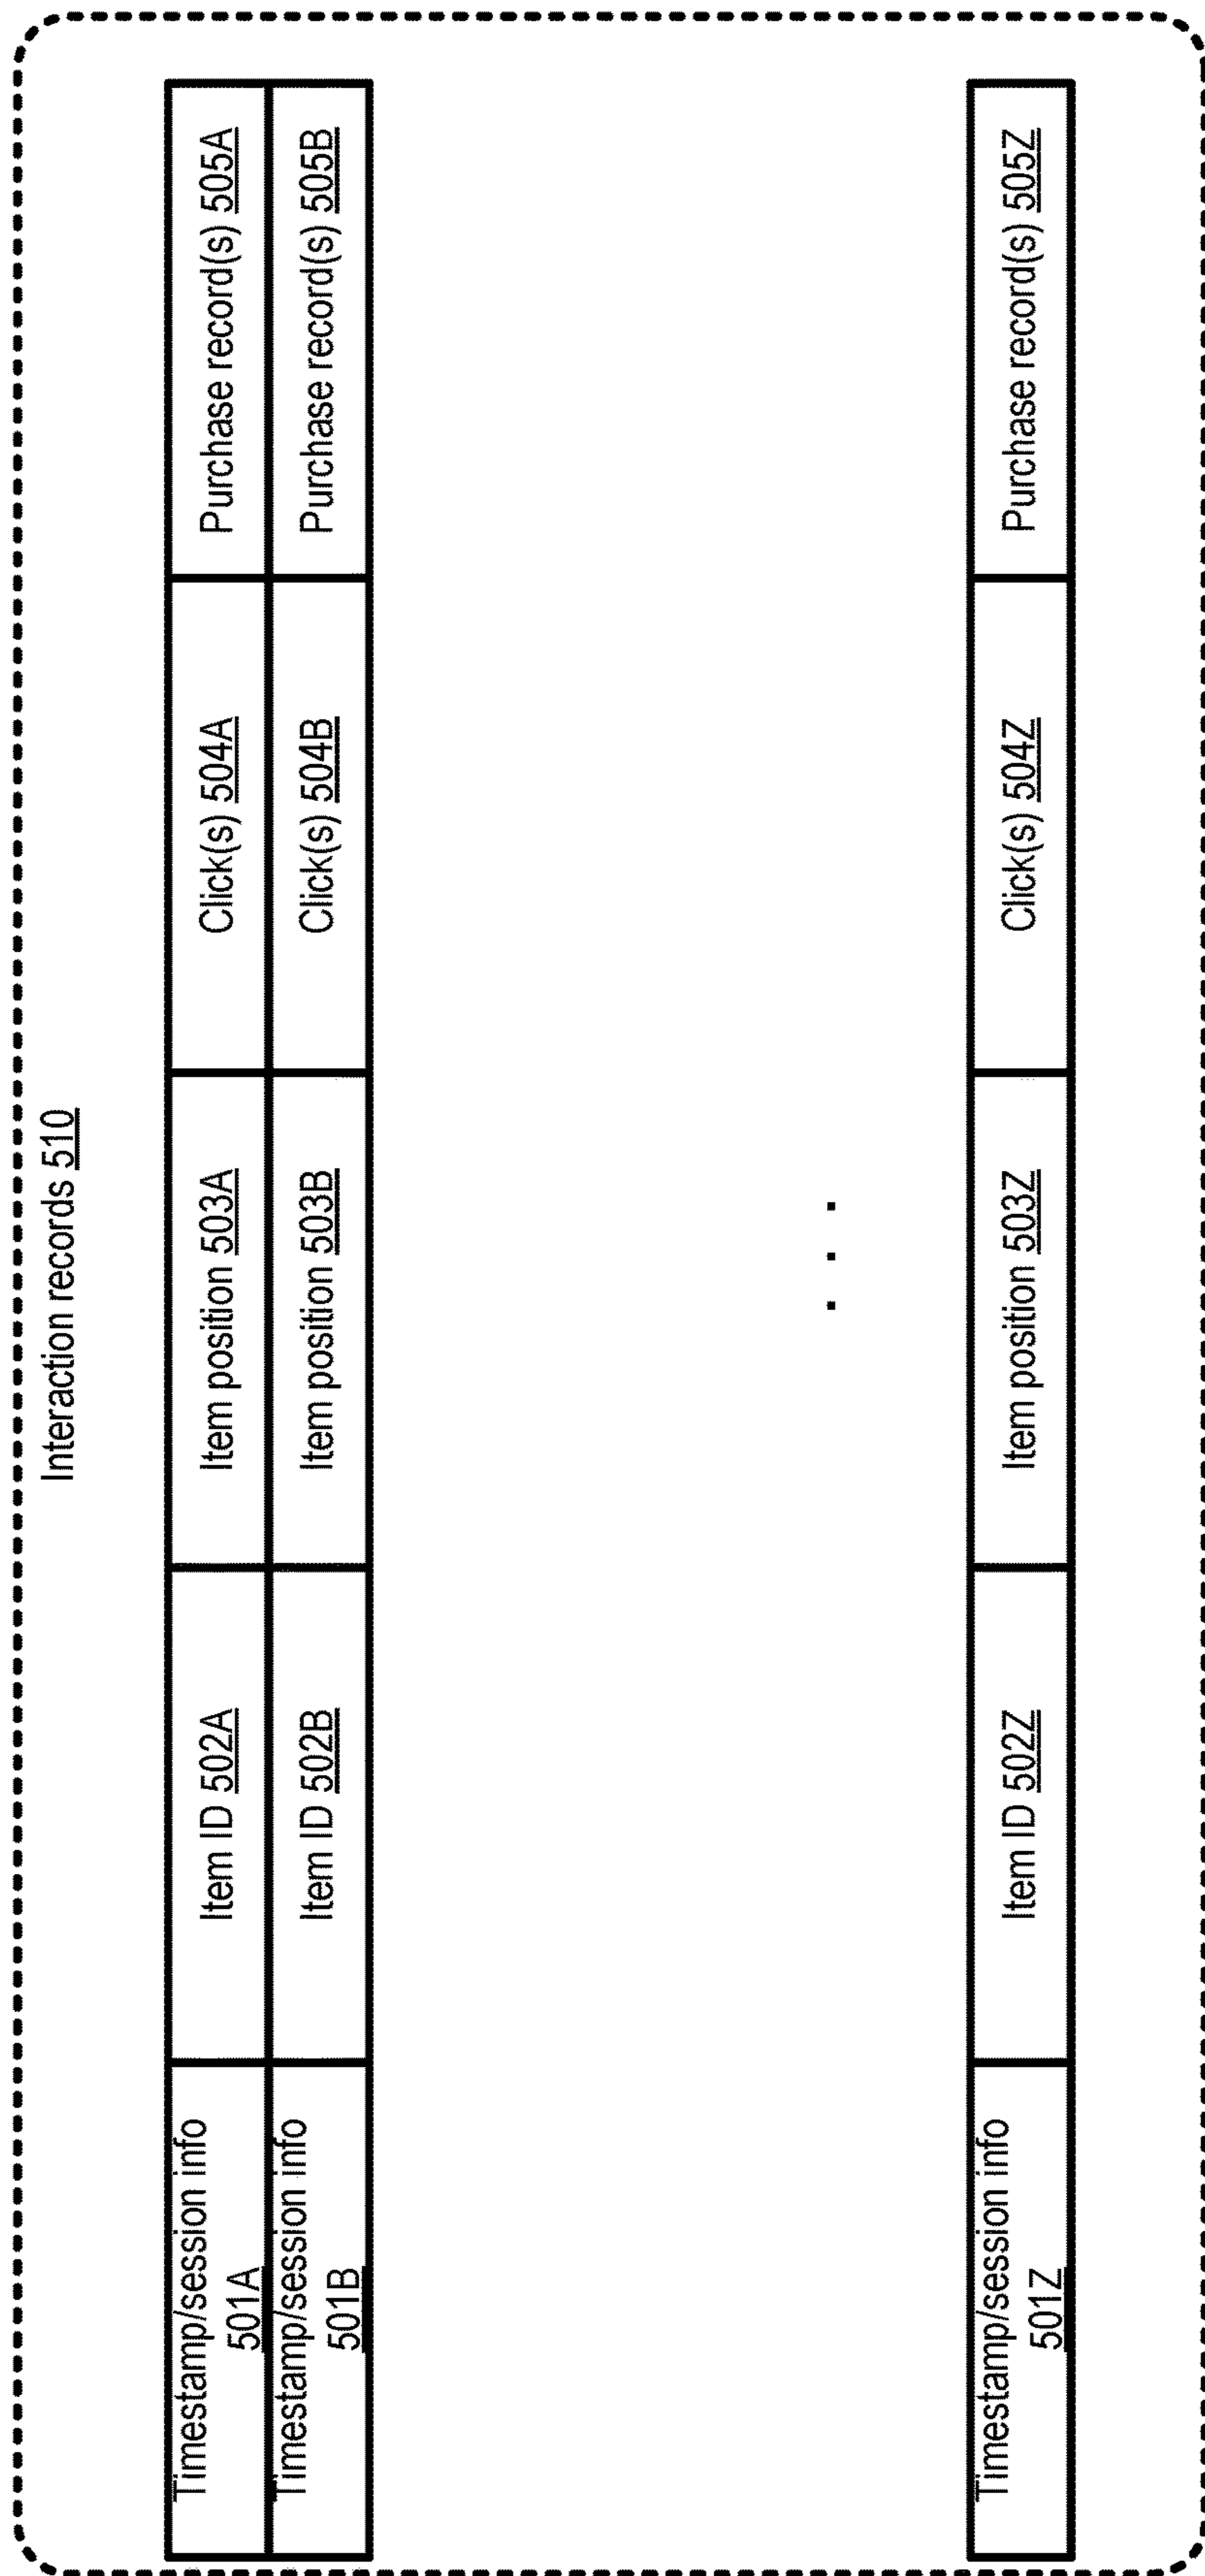 Interaction records 510
Timestamp/session info
501A
Item ID 502A
Item position 503A
Click(s) 504A
Purchase record(s) 505A
Timestamp/session info
501B
Item ID 502B
Item position 503B
Click(s) 504B
Purchase record(s) 505B
. . .
Timestamp/session info
501Z
Item ID 502Z
Item position 503Z
Click(s) 504Z
Purchase record(s) 505Z